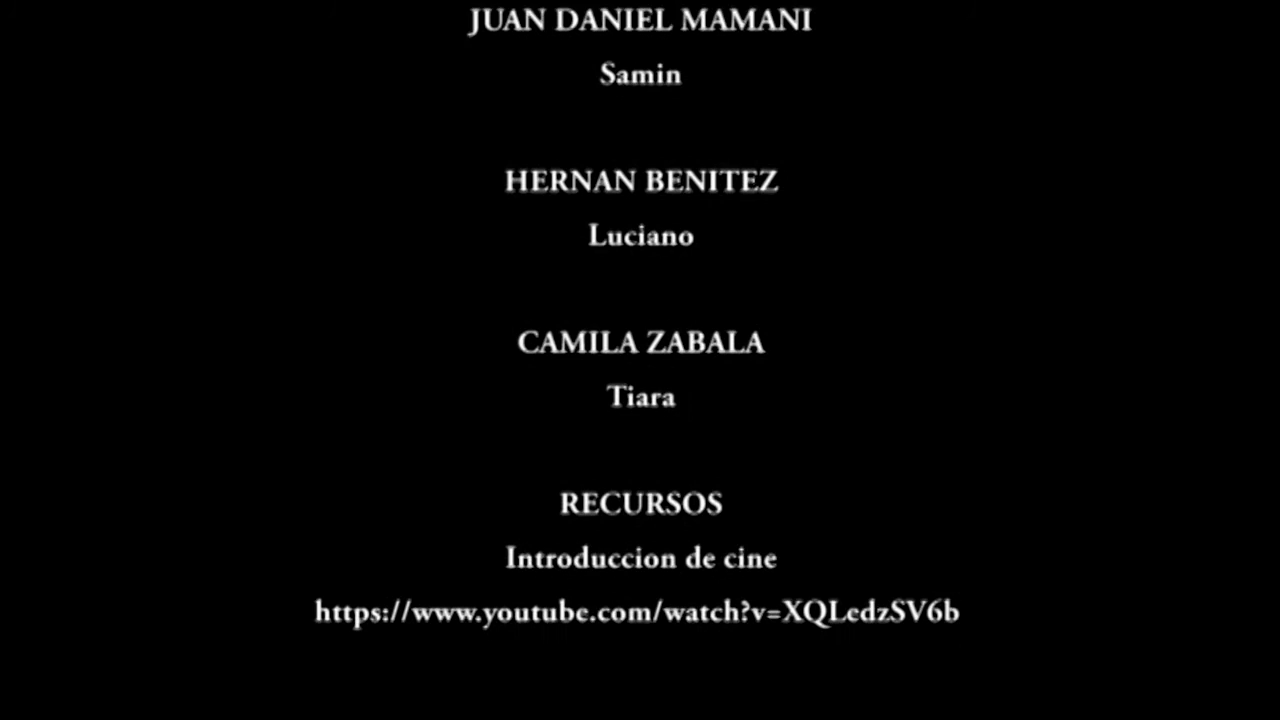 JUAN DANIEL MAMANI
Samin
HERNAN BENITEZ
Luciano
CAMILA ZABALA
Tiara
RECURSOS
Introduccion de cine
https://www.youtube.com/watch?v=XQLedzSV6b